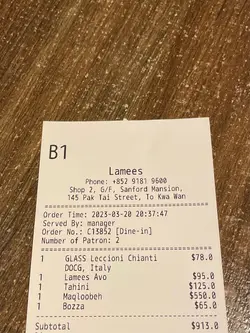 B1
Lamees
Phone: +852 9181 9600
Shop 2, G/F, Sanford Mansion,
145 Pak Tai Street, To Kwa Wan
Order Time: 2023-03-20 20:37:47
Served By: manager
Order No.: C13852 [Dine-in]
Number of Patron: 2
1 GLASS Leccioni Chianti $78.0
DOCG, Italy
1 Lamees Avo $95.0
1 Tahini $125.0
1 Maqloobeh $550.0
1 Bozza $65.0
Subtotal $913.0